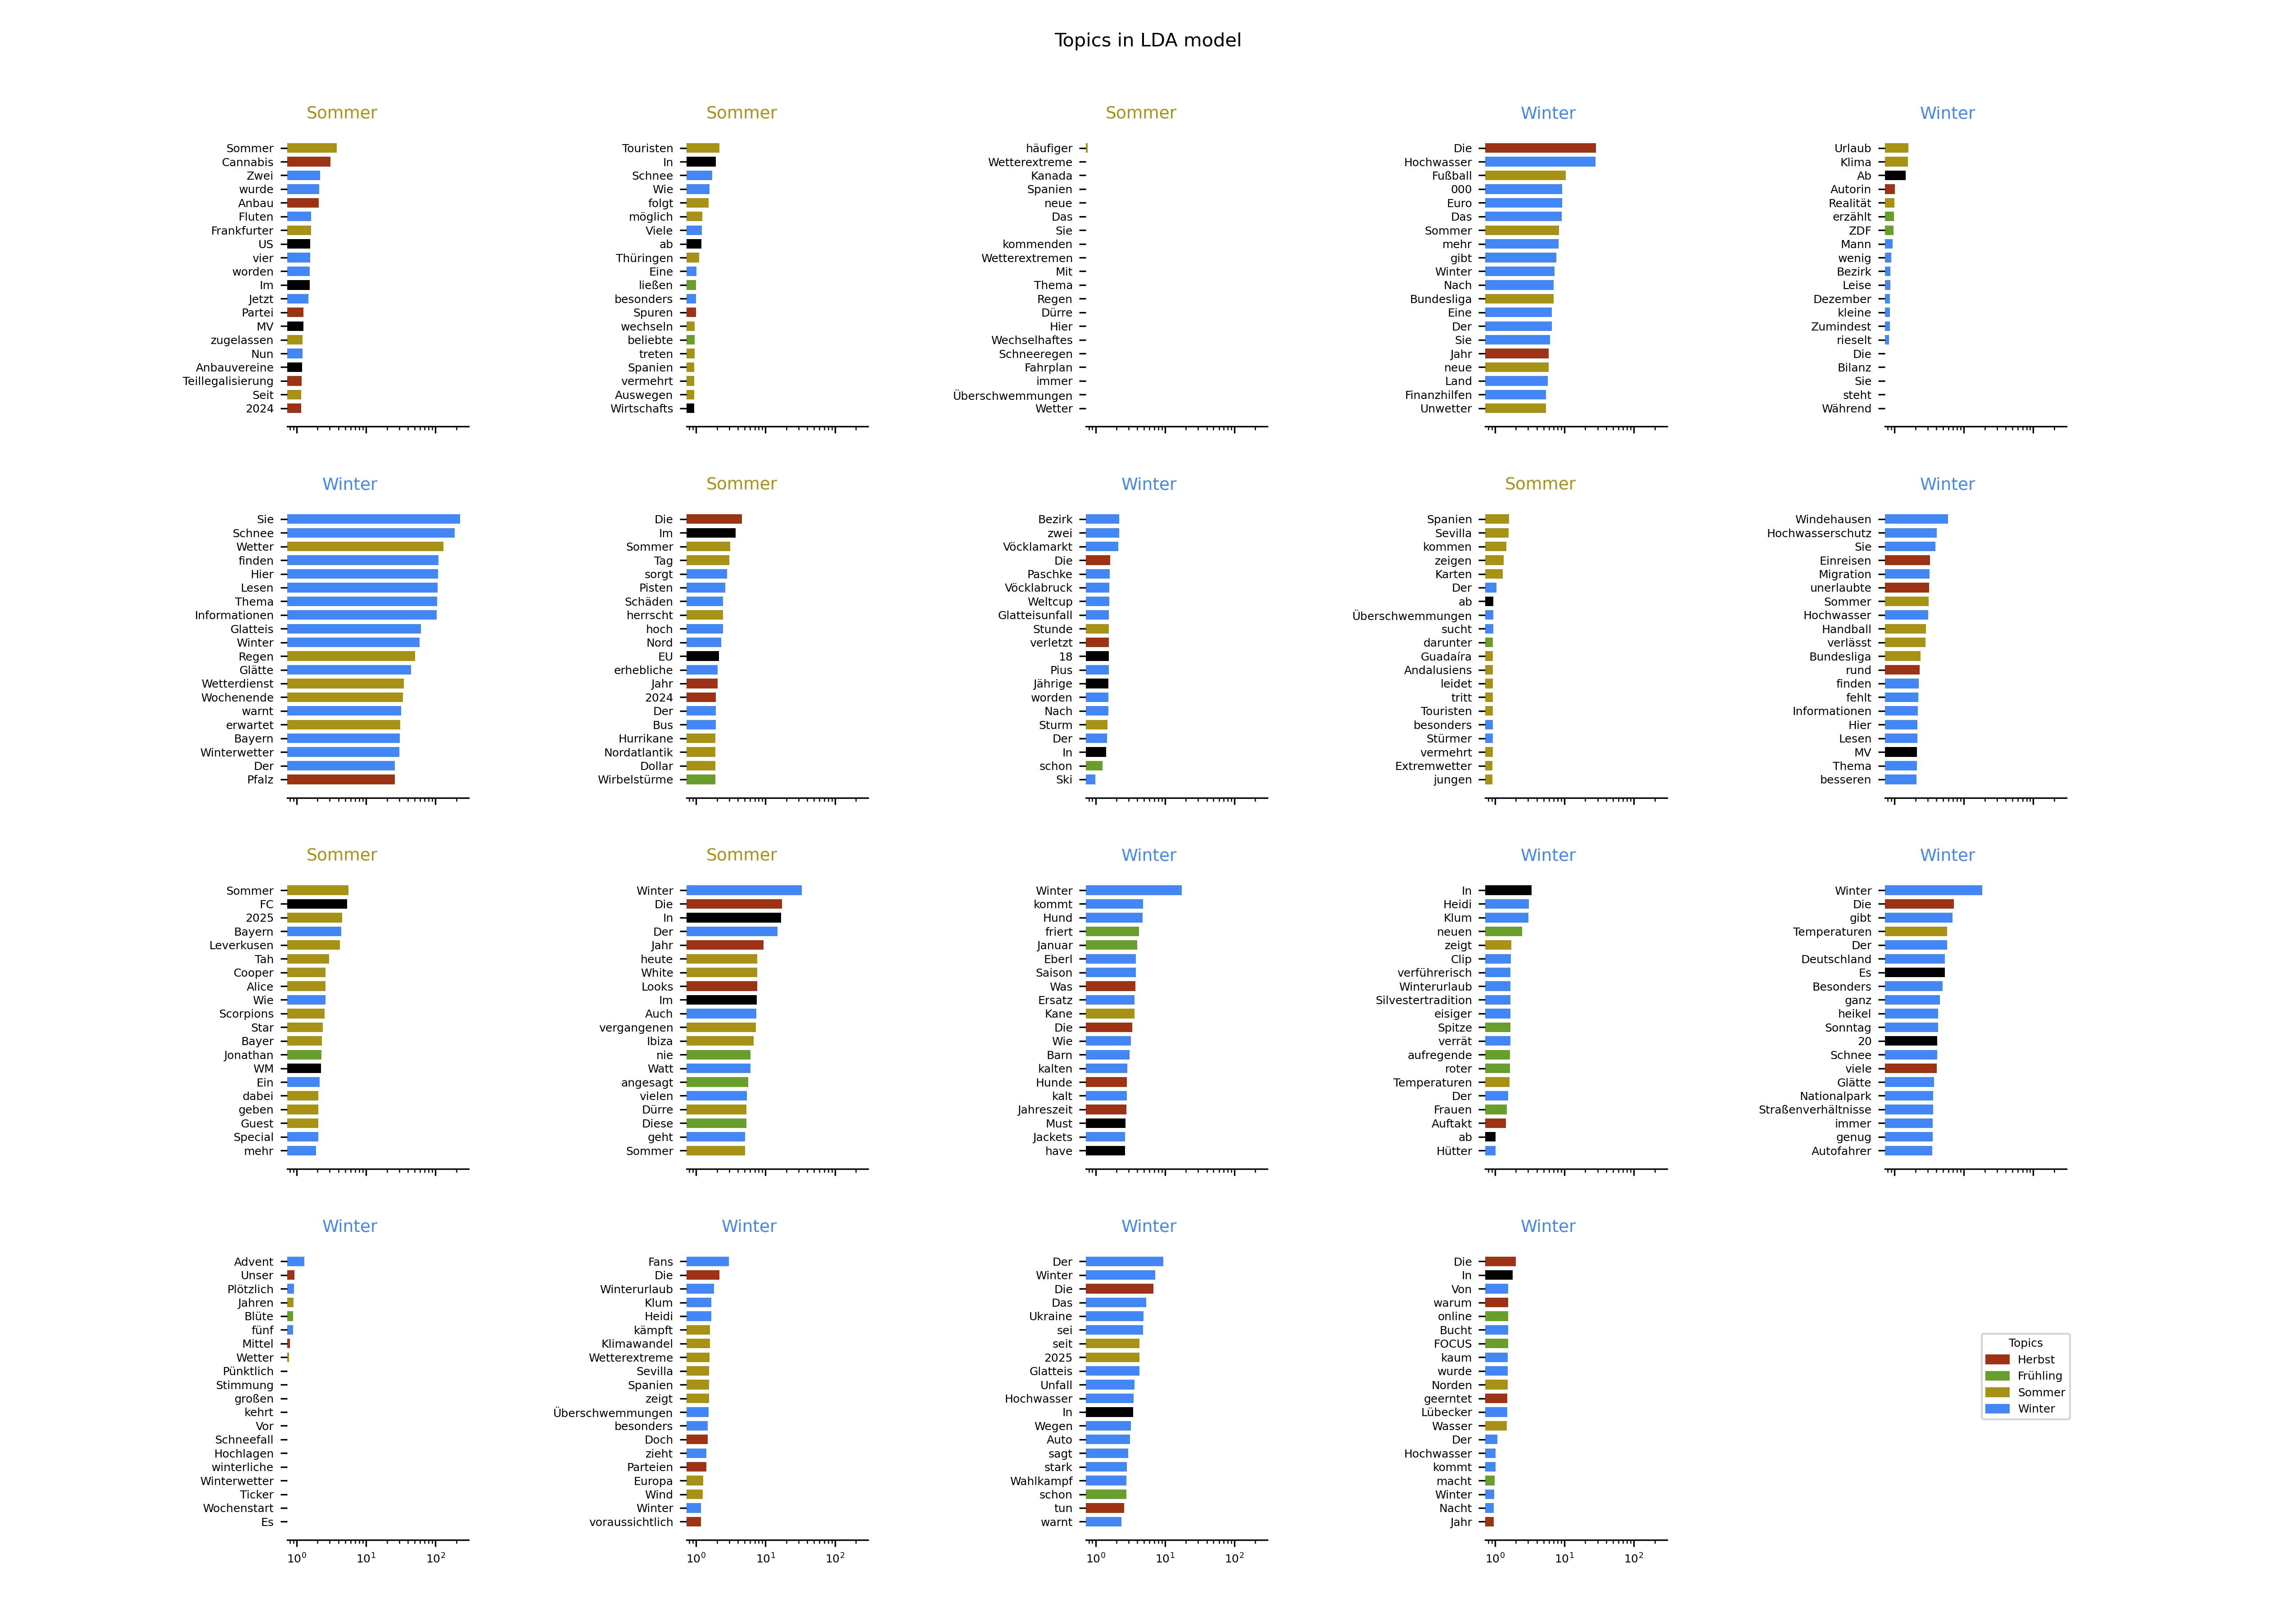 Topics in LDA model
Sommer
Sommer
Cannabis
Zwei
wurde
Anbau
Fluten
Frankfurter
US
vier
worden
Im
Jetzt
Partei
MV
zugelassen
Nun
Anbauvereine
Teillegalisierung
Seit
2024
Sommer
Touristen
In
Schnee
Wie
folgt
möglich
Viele
ab
Thüringen
Eine
ließen
besonders
Spuren
wechseln
beliebte
treten
Spanien
vermehrt
Auswegen
Wirtschafts
Sommer
häufiger
Wetterextreme
Kanada
Spanien
neue
Das
Sie
kommenden
Wetterextremen
Mit
Thema
Regen
Dürre
Hier
Wechselhaftes
Schneeregen
Fahrplan
immer
Überschwemmungen
Wetter
Winter
Die
Hochwasser
Fußball
000
Euro
Das
Sommer
mehr
gibt
Winter
Nach
Bundesliga
Eine
Der
Sie
Jahr
neue
Land
Finanzhilfen
Unwetter
Winter
Urlaub
Klima
Ab
Autorin
Realität
erzählt
ZDF
Mann
wenig
Bezirk
Leise
Dezember
kleine
Zumindest
rieselt
Die
Bilanz
Sie
steht
Während
Winter
Sie
Schnee
Wetter
finden
Hier
Lesen
Thema
Informationen
Glatteis
Winter
Regen
Glätte
Wetterdienst
Wochenende
warnt
erwartet
Bayern
Winterwetter
Der
Pfalz
Sommer
Die
Im
Sommer
Tag
sorgt
Pisten
Schäden
herrscht
hoch
Nord
EU
erhebliche
Jahr
2024
Der
Bus
Hurrikane
Nordatlantik
Dollar
Wirbelstürme
Winter
Bezirk
zwei
Vöcklamarkt
Die
Paschke
Vöcklabruck
Weltcup
Glatteisunfall
Stunde
verletzt
18
Pius
Jährige
worden
Nach
Sturm
Der
In
schon
Ski
Sommer
Spanien
Sevilla
kommen
zeigen
Karten
Der
ab
Überschwemmungen
sucht
darunter
Guadaíra
Andalusiens
leidet
tritt
Touristen
besonders
Stürmer
vermehrt
Extremwetter
jungen
Winter
Windehausen
Hochwasserschutz
Sie
Einreisen
Migration
unerlaubte
Sommer
Hochwasser
Handball
verlässt
Bundesliga
rund
finden
fehlt
Informationen
Hier
Lesen
MV
Thema
besseren
Sommer
Sommer
FC
2025
Bayern
Leverkusen
Tah
Cooper
Alice
Wie
Scorpions
Star
Bayer
Jonathan
WM
Ein
dabei
geben
Guest
Special
mehr
Sommer
Winter
Die
In
Der
Jahr
heute
White
Looks
Im
Auch
vergangenen
Ibiza
nie
Watt
angesagt
vielen
Dürre
Diese
geht
Sommer
Winter
Winter
kommt
Hund
friert
Januar
Eberl
Saison
Was
Ersatz
Kane
Die
Wie
Barn
kalten
Hunde
kalt
Jahreszeit
Must
Jackets
have
Winter
In
Heidi
Klum
neuen
zeigt
Clip
verführerisch
Winterurlaub
Silvestertradition
eisiger
Spitze
verrät
aufregende
roter
Temperaturen
Der
Frauen
Auftakt
ab
Hütter
Winter
Winter
Die
gibt
Temperaturen
Der
Deutschland
Es
Besonders
ganz
heikel
Sonntag
20
Schnee
viele
Glätte
Nationalpark
Straßenverhältnisse
immer
genug
Autofahrer
Winter
Advent
Unser
Plötzlich
Jahren
Blüte
fünf
Mittel
Wetter
Pünktlich
Stimmung
großen
kehrt
Vor
Schneefall
Hochlagen
winterliche
Winterwetter
Ticker
Wochenstart
Es
10⁰ 10¹ 10²
Winter
Fans
Die
Winterurlaub
Klum
Heidi
kämpft
Klimawandel
Wetterextreme
Sevilla
Spanien
zeigt
Überschwemmungen
besonders
Doch
zieht
Parteien
Europa
Wind
Winter
voraussichtlich
10⁰ 10¹ 10²
Winter
Der
Winter
Die
Das
Ukraine
sei
seit
2025
Glatteis
Unfall
Hochwasser
In
Wegen
Auto
sagt
stark
Wahlkampf
schon
tun
warnt
10⁰ 10¹ 10²
Winter
Die
In
Von
warum
online
Bucht
FOCUS
kaum
wurde
Norden
geerntet
Lübecker
Wasser
Der
Hochwasser
kommt
macht
Winter
Nacht
Jahr
10⁰ 10¹ 10²
Topics
Herbst
Frühling
Sommer
Winter